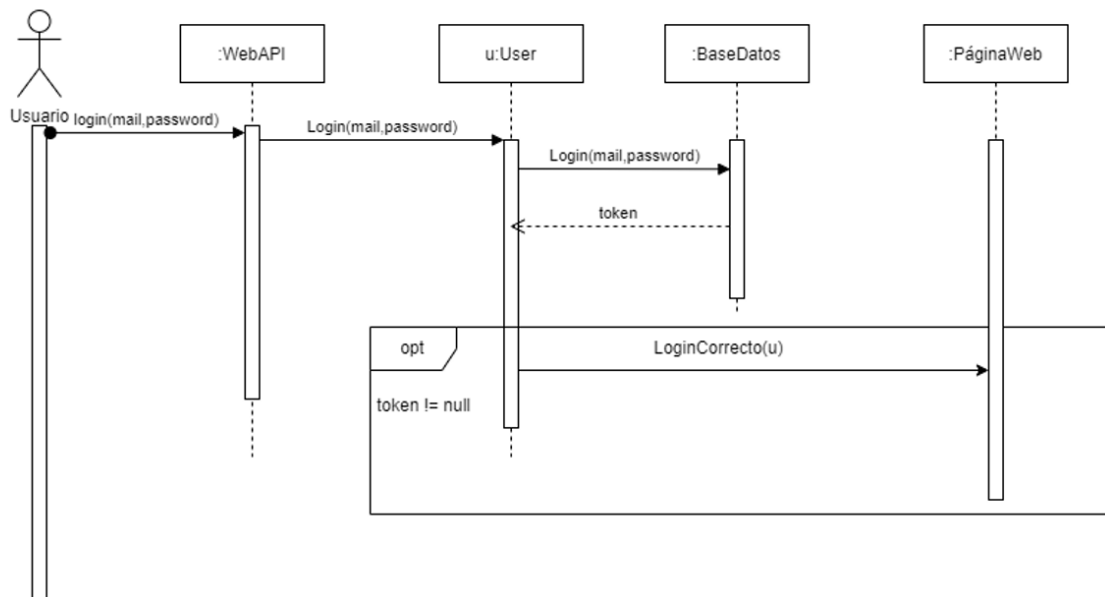 :WebAPI
u:User
:BaseDatos
:PáginaWeb
Usuario
login(mail,password)
Login(mail,password)
Login(mail,password)
token
opt
LoginCorrecto(u)
token != null